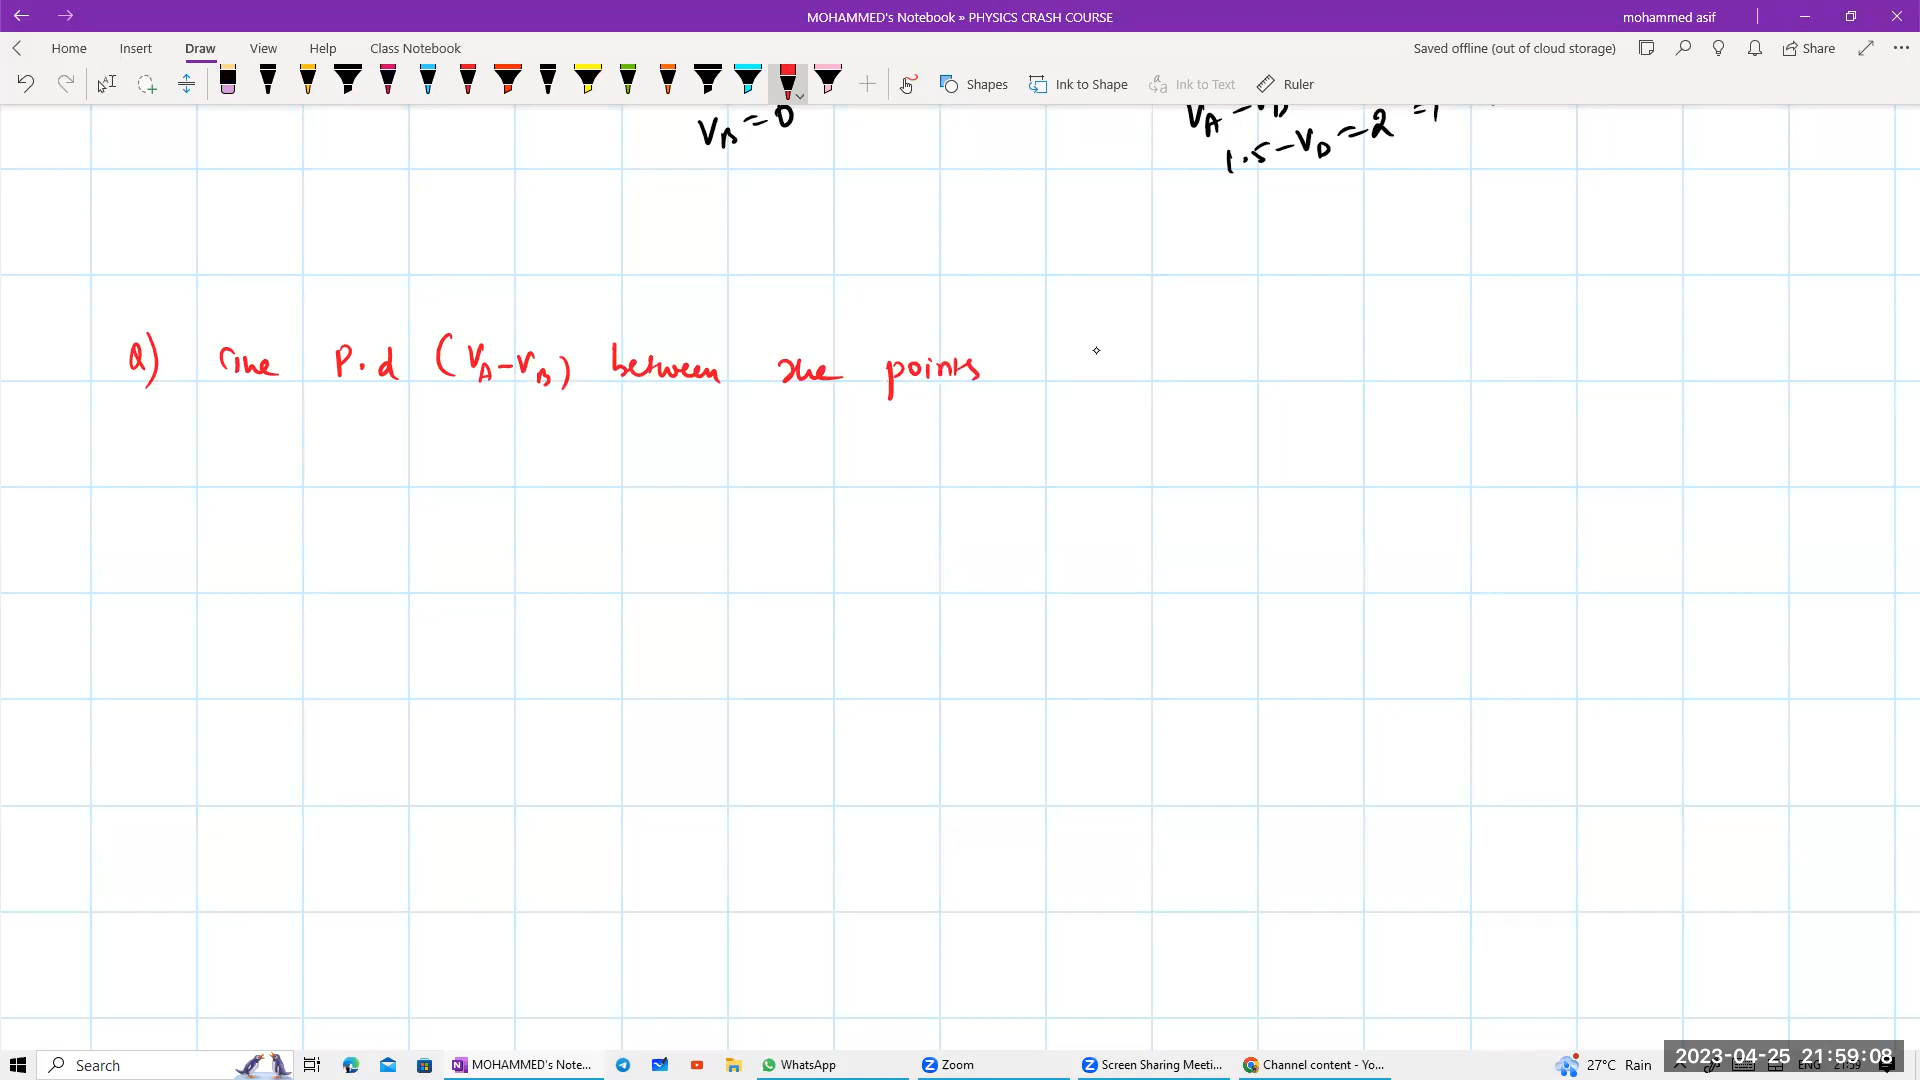 MOHAMMED's Notebook » PHYSICS CRASH COURSE
mohammed asif
Home Insert Draw View Help Class Notebook
Saved offline (out of cloud storage)
Share
Shapes Ink to Shape Ink to Text Ruler
V_B = 0
V_A -
1.5 - V_D = 2
Q) The P.d (V_A - V_B) between the points
Search
MOHAMMED's Note...
WhatsApp
Zoom
Screen Sharing Meeti...
Channel content - Yo...
27°C Rain
2023-04-25 21:59:08